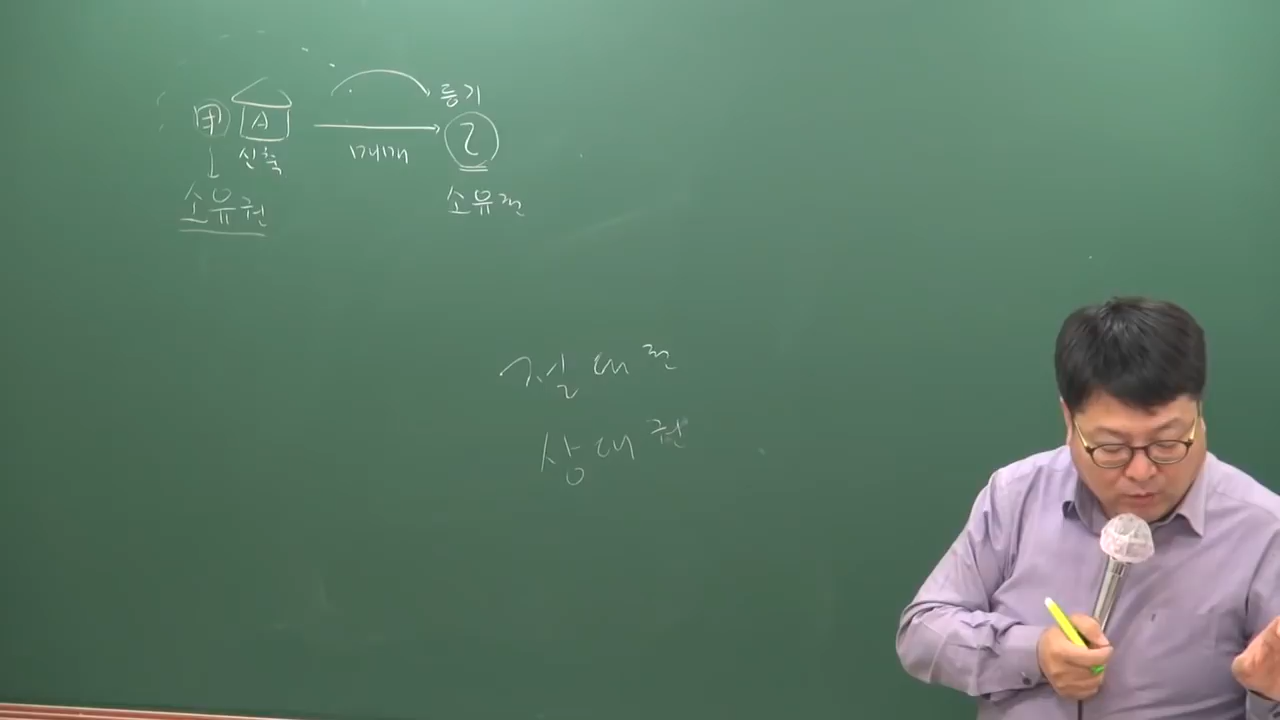 등기
甲 A 乙
신축 매매
소유권 소유권
절대권
상대권